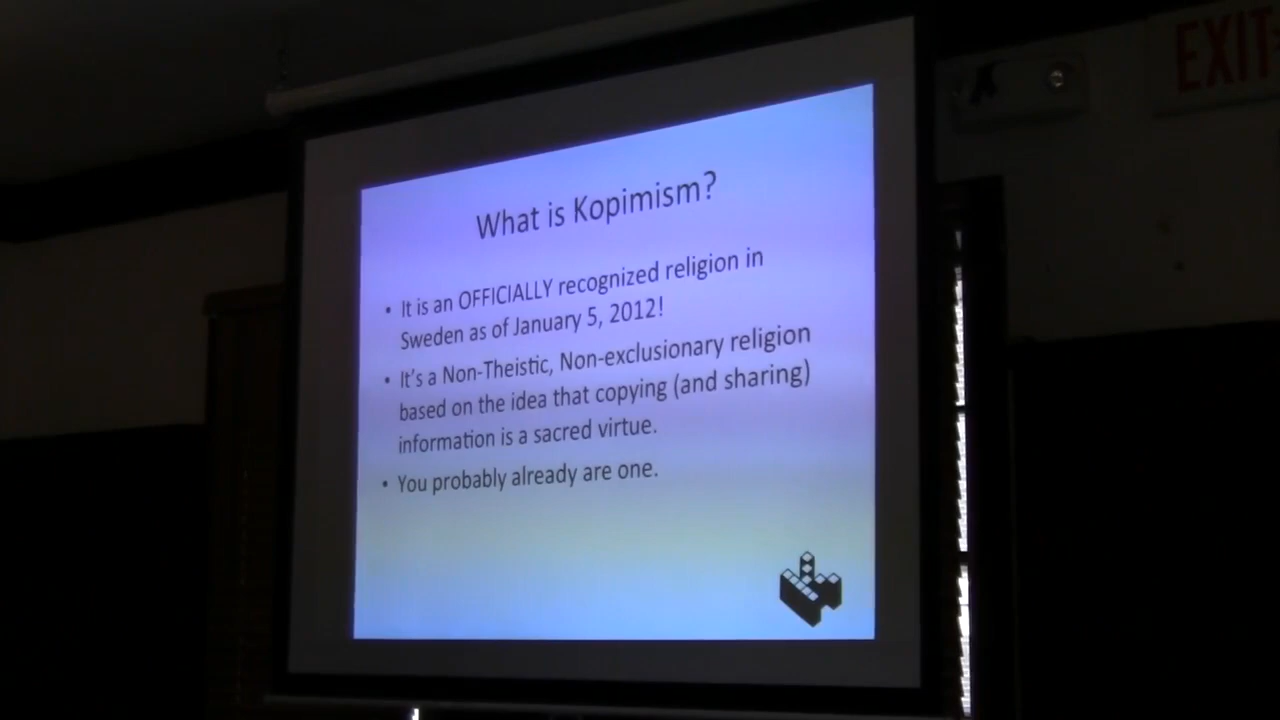 EXIT
What is Kopimism?
• It is an OFFICIALLY recognized religion in
Sweden as of January 5, 2012!
• It's a Non-Theistic, Non-exclusionary religion
based on the idea that copying (and sharing)
information is a sacred virtue.
• You probably already are one.